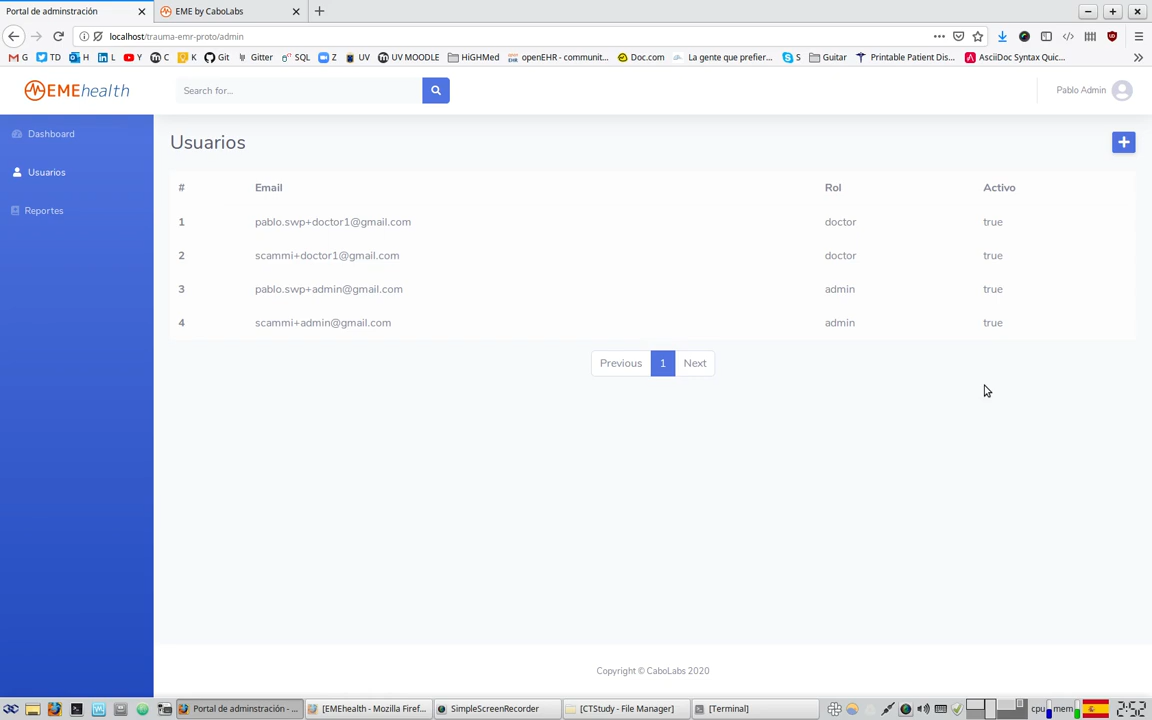 Portal de adminstración
EME by CaboLabs
localhost/trauma-emr-proto/admin
G TD H L Y C K Git Gitter SQL Z UV UV MOODLE HiGHMed openEHR - communit... Doc.com La gente que prefier... S Guitar Printable Patient Dis... AsciiDoc Syntax Quic...
EMEhealth
Search for...
Pablo Admin
Dashboard
Usuarios
Reportes
Usuarios
# Email Rol Activo
1 pablo.swp+doctor1@gmail.com doctor true
2 scammi+doctor1@gmail.com doctor true
3 pablo.swp+admin@gmail.com admin true
4 scammi+admin@gmail.com admin true
Previous 1 Next
Copyright © CaboLabs 2020
Portal de adminstración - ... [EMEhealth - Mozilla Firef... SimpleScreenRecorder [CTStudy - File Manager] [Terminal] cpu mem 2:52